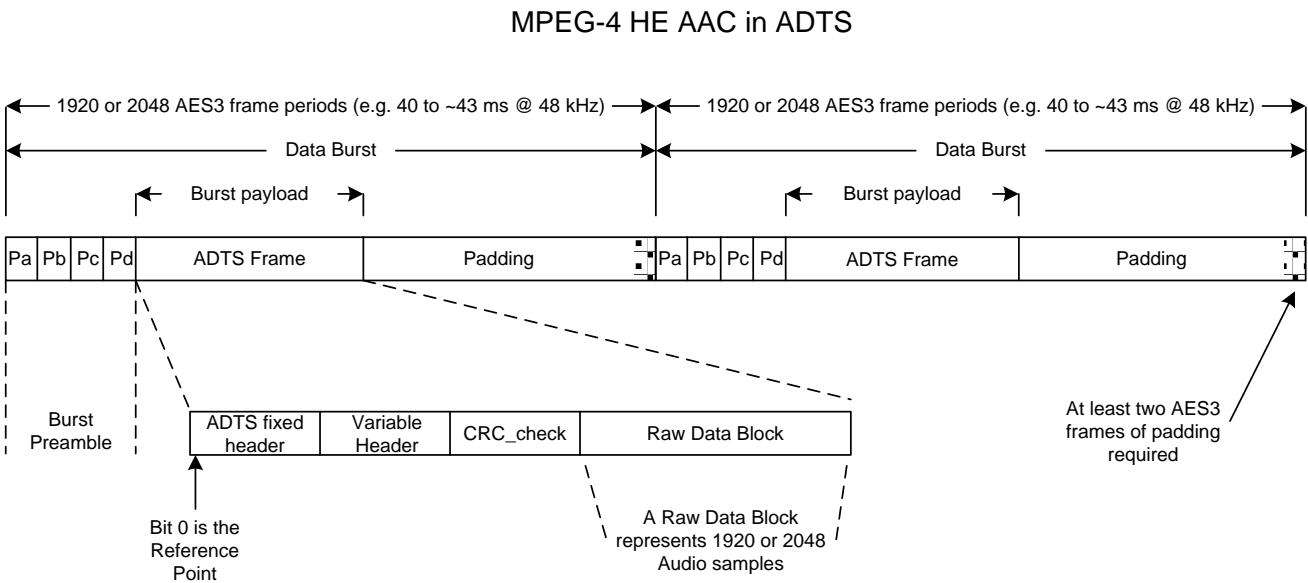 MPEG-4 HE AAC in ADTS
1920 or 2048 AES3 frame periods (e.g. 40 to ~43 ms @ 48 kHz)
1920 or 2048 AES3 frame periods (e.g. 40 to ~43 ms @ 48 kHz)
Data Burst
Data Burst
Burst payload
Burst payload
Pa Pb Pc Pd ADTS Frame Padding Pa Pb Pc Pd ADTS Frame Padding
Burst
Preamble
ADTS fixed
header
Variable
Header
CRC_check
Raw Data Block
At least two AES3
frames of padding
required
Bit 0 is the
Reference
Point
A Raw Data Block
represents 1920 or 2048
Audio samples